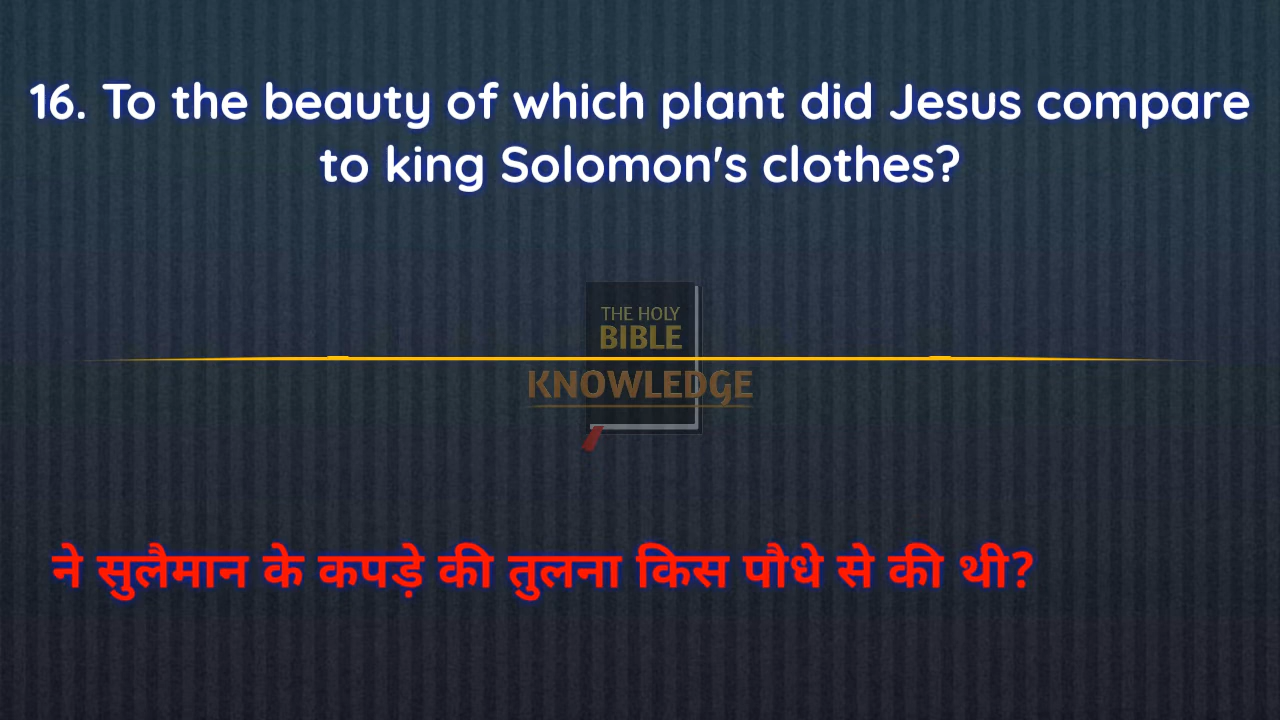 16. To the beauty of which plant did Jesus compare
to king Solomon's clothes?
THE HOLY
BIBLE
KNOWLEDGE
ने सुलैमान के कपड़े की तुलना किस पौधे से की थी?